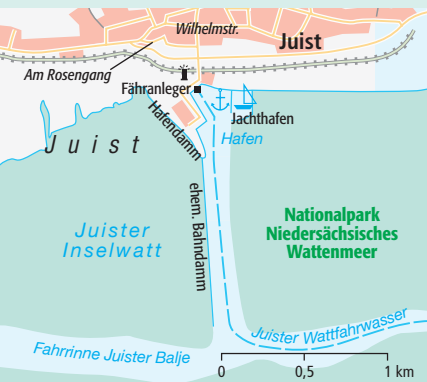 Wilhelmstr.
Juist
Am Rosengang
Fähranleger
Jachthafen
Hafendamm
Hafen
Juist
ehem. Bahndamm
Juister
Inselwatt
Nationalpark
Niedersächsisches
Wattenmeer
Juister Wattfahrwasser
Fahrrinne Juister Balje
0 0,5 1 km